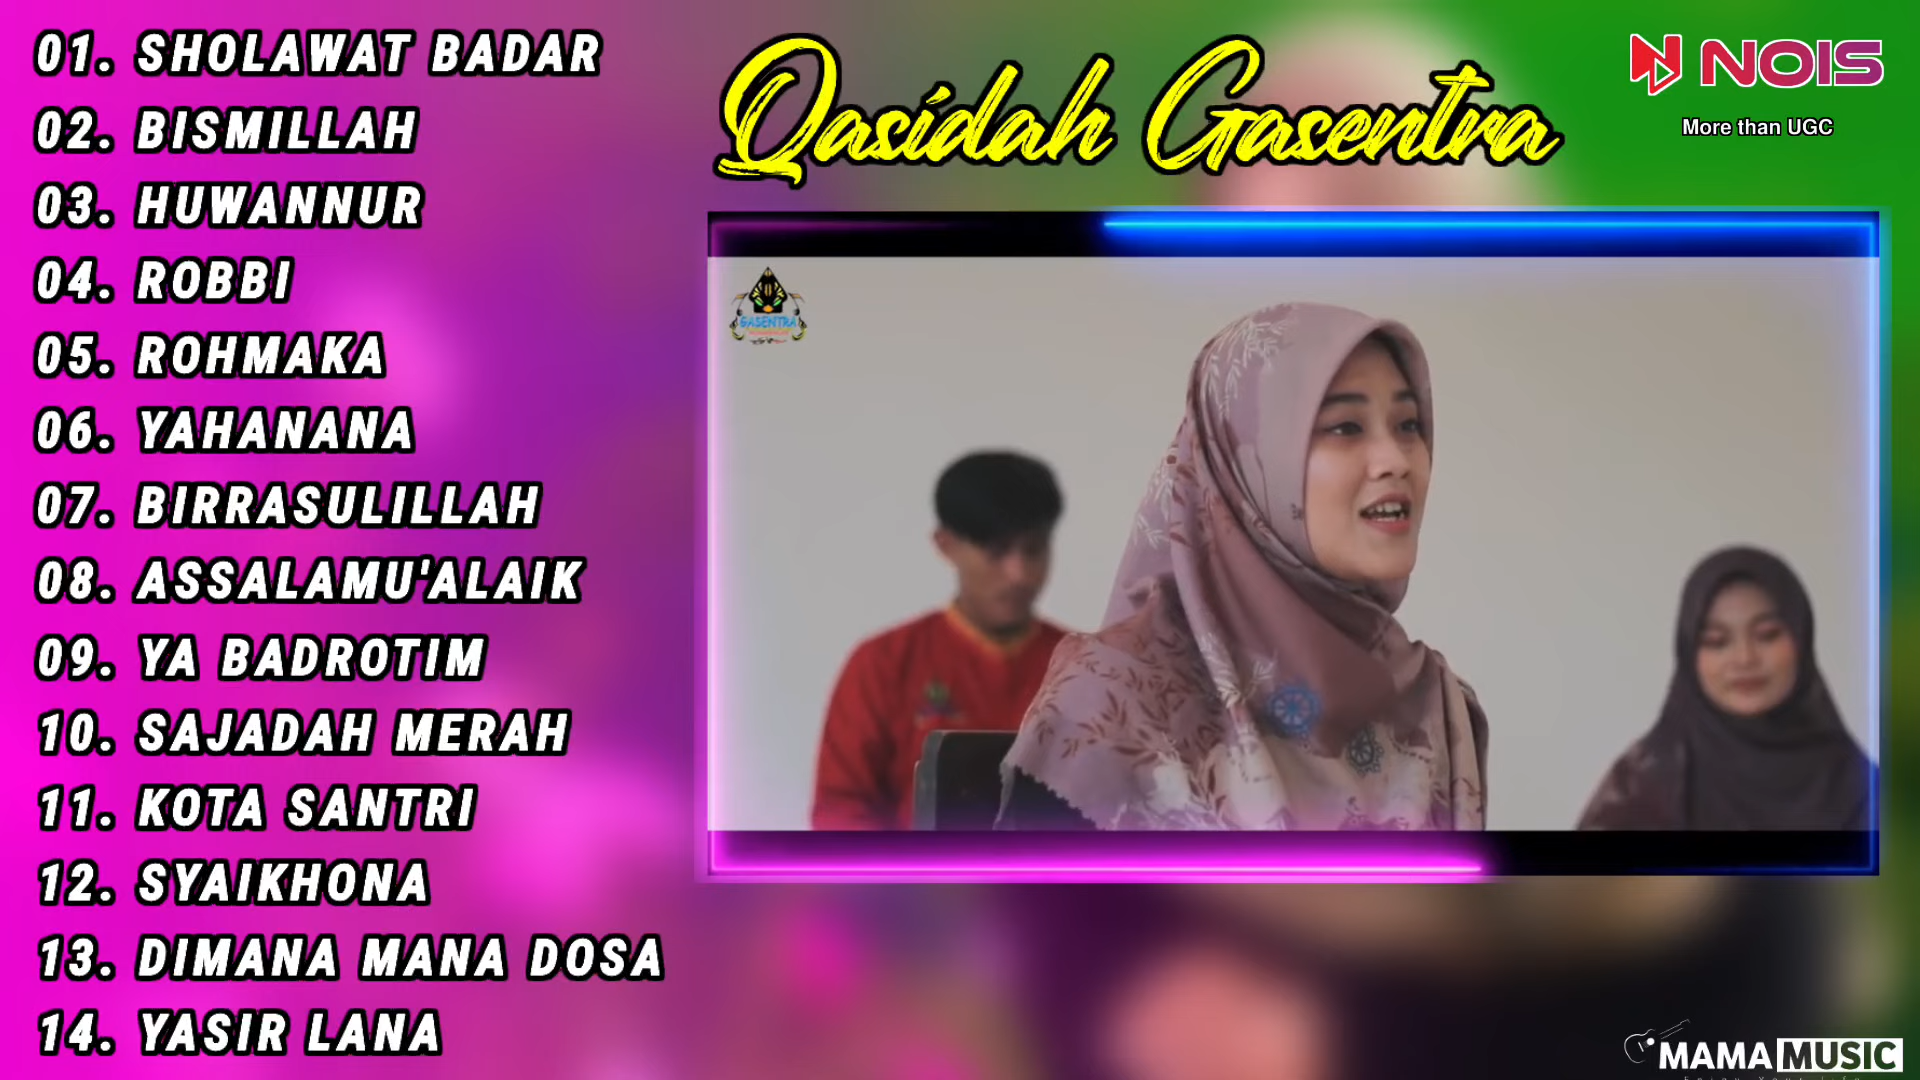 01. SHOLAWAT BADAR
02. BISMILLAH
03. HUWANNUR
04. ROBBI
05. ROHMAKA
06. YAHANANA
07. BIRRASULILLAH
08. ASSALAMU'ALAIK
09. YA BADROTIM
10. SAJADAH MERAH
11. KOTA SANTRI
12. SYAIKHONA
13. DIMANA MANA DOSA
14. YASIR LANA
Qasidah Gasentra
NOIS
More than UGC
GASENTRA
MAMA MUSIC